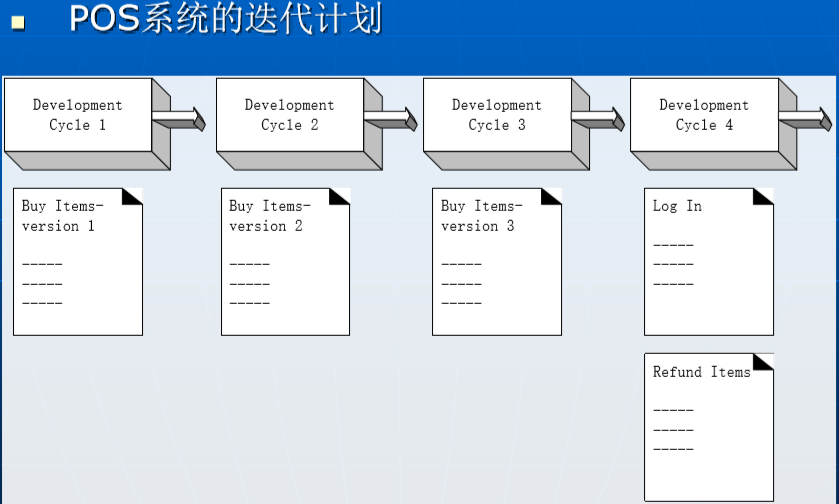 POS系统的迭代计划
Development
Cycle 1
Development
Cycle 2
Development
Cycle 3
Development
Cycle 4
Buy Items-
version 1
-----
-----
-----
Buy Items-
version 2
-----
-----
-----
Buy Items-
version 3
-----
-----
-----
Log In
-----
-----
-----
Refund Items
-----
-----
-----